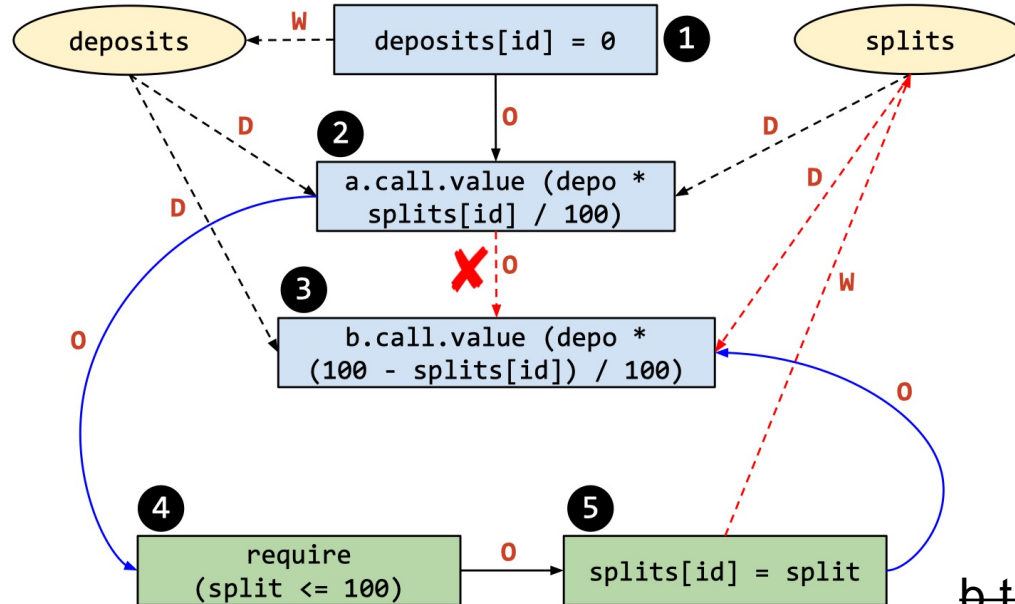 W
deposits
deposits[id] = 0
1
splits
O
2
D
D
a.call.value (depo *
splits[id] / 100)
D
D
✘
O
3
W
b.call.value (depo *
(100 - splits[id]) / 100)
O
O
4
5
require
(split <= 100)
O
splits[id] = split
b t